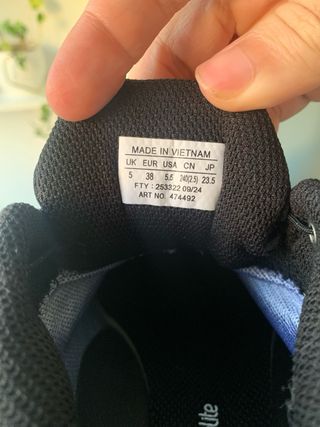 MADE IN VIETNAM
UK EUR USA CN JP
5 38 5.5 240(2.5) 23.5
FTY : 253322 09/24
ART NO. 474492
lite